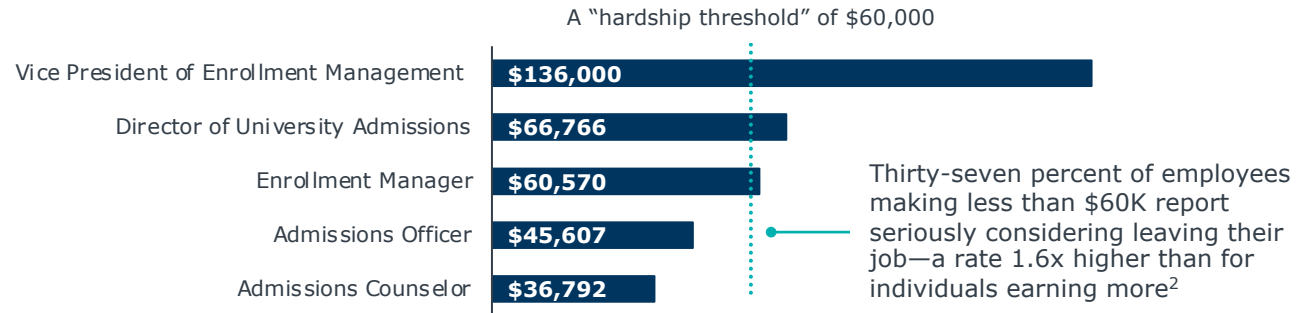 A “hardship threshold” of $60,000
Vice President of Enrollment Management $136,000
Director of University Admissions $66,766
Enrollment Manager $60,570
Admissions Officer $45,607
Admissions Counselor $36,792
Thirty-seven percent of employees
making less than $60K report
seriously considering leaving their
job—a rate 1.6x higher than for
individuals earning more²